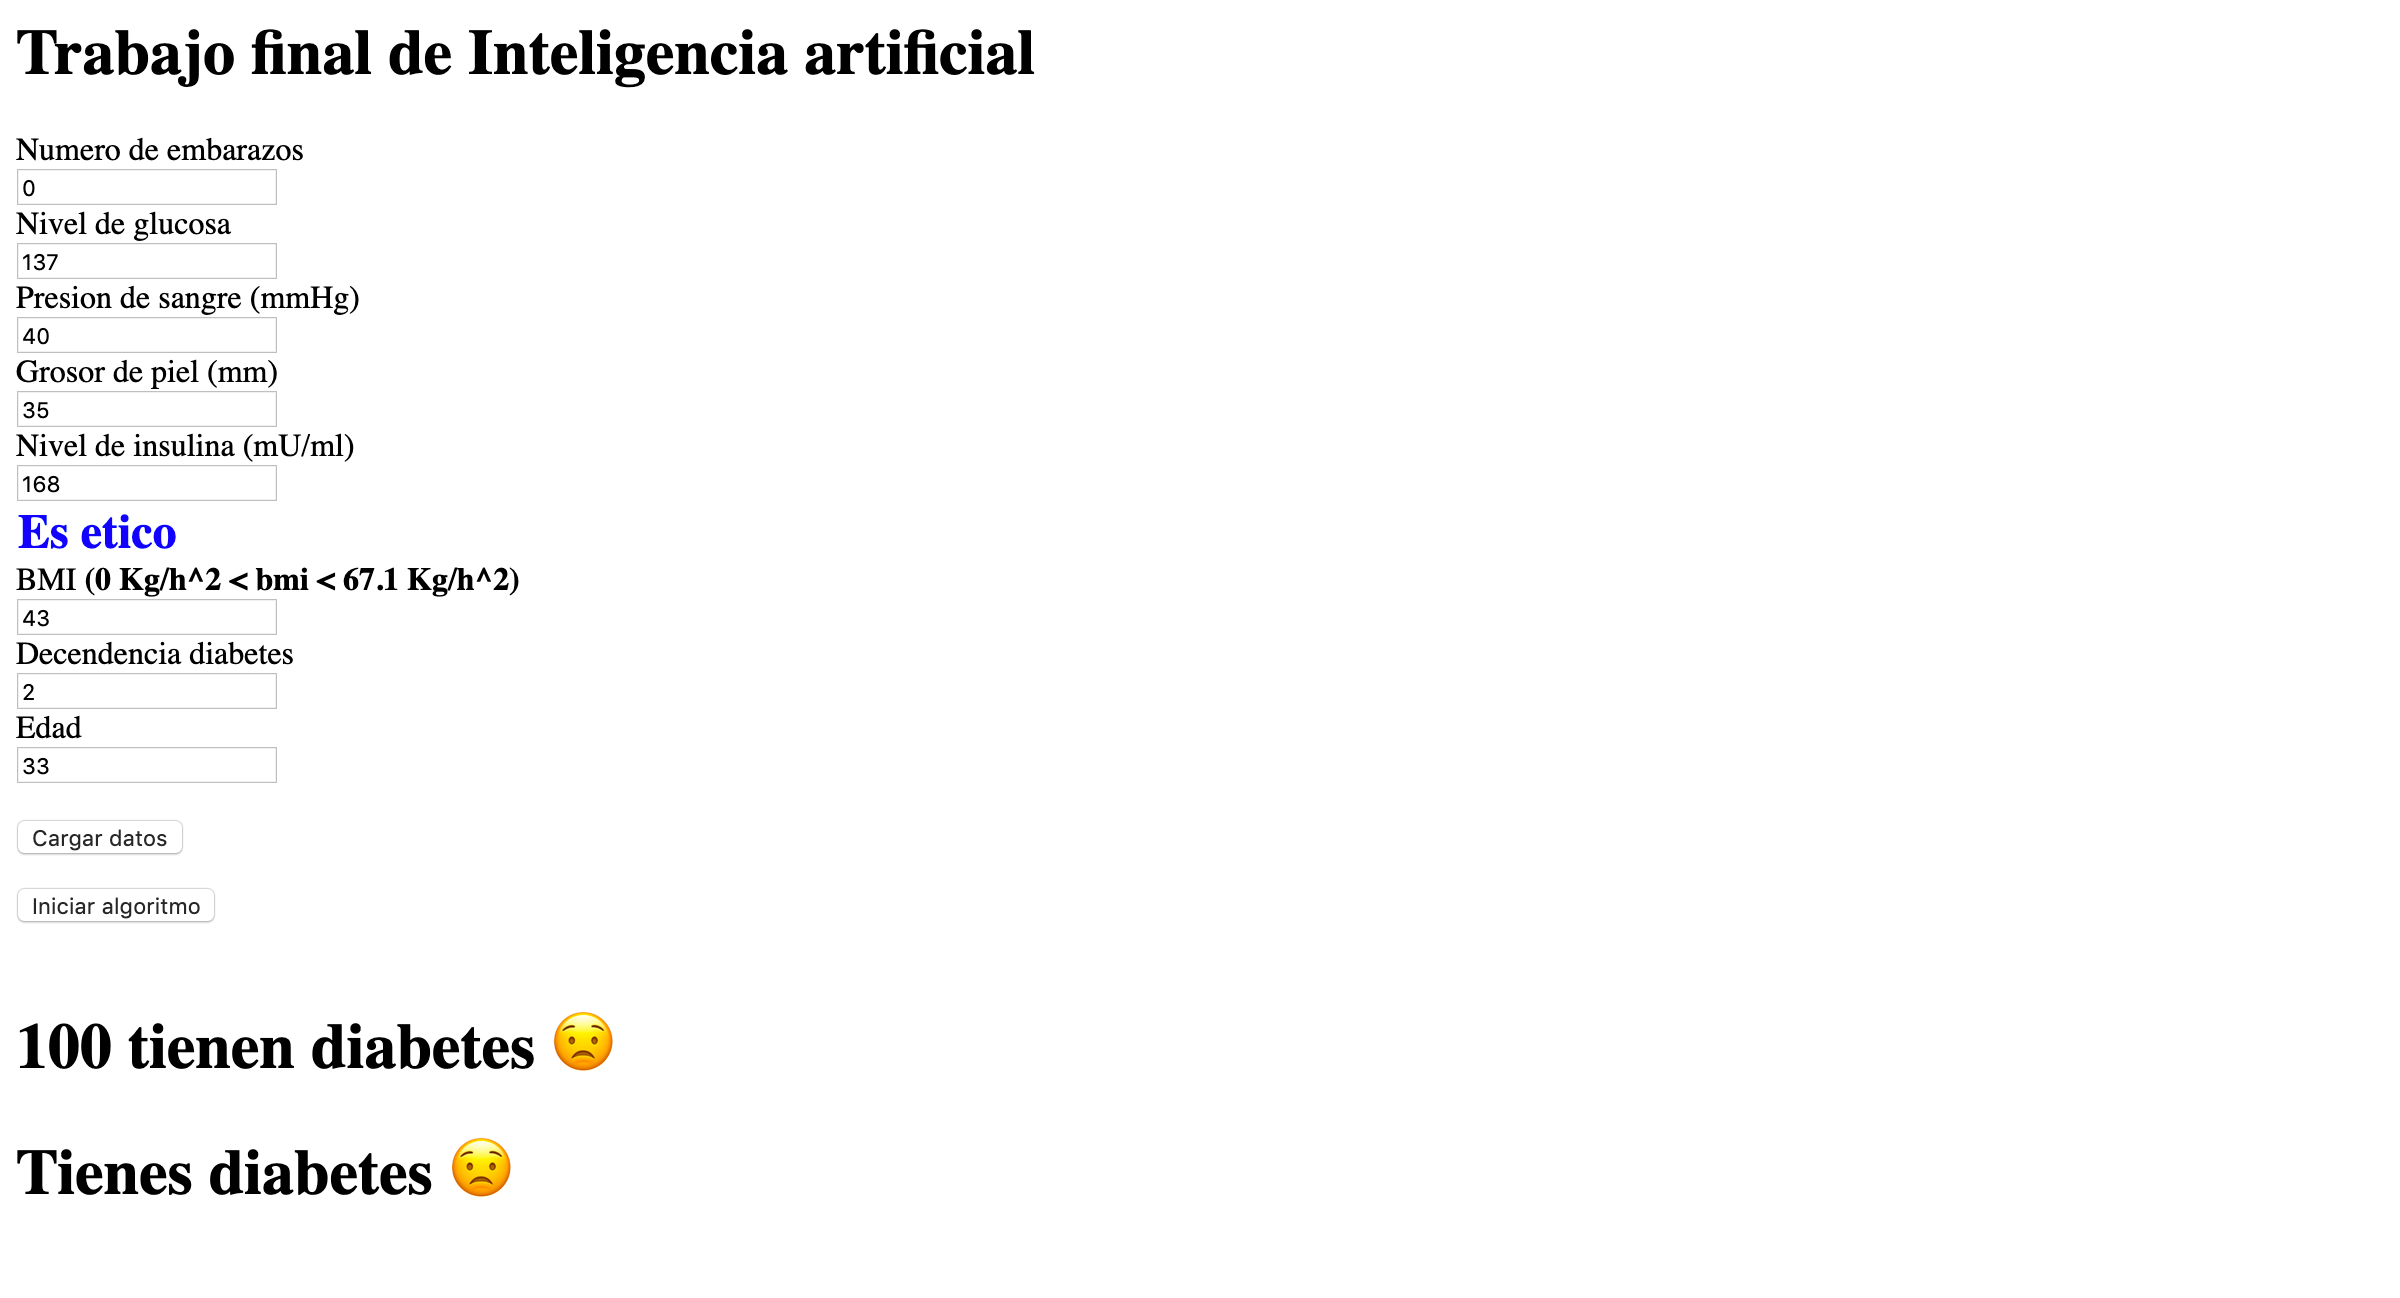 Trabajo final de Inteligencia artificial
Numero de embarazos
0
Nivel de glucosa
137
Presion de sangre (mmHg)
40
Grosor de piel (mm)
35
Nivel de insulina (mU/ml)
168
Es etico
BMI (0 Kg/h^2 < bmi < 67.1 Kg/h^2)
43
Decendencia diabetes
2
Edad
33
Cargar datos
Iniciar algoritmo
100 tienen diabetes 😟
Tienes diabetes 😟